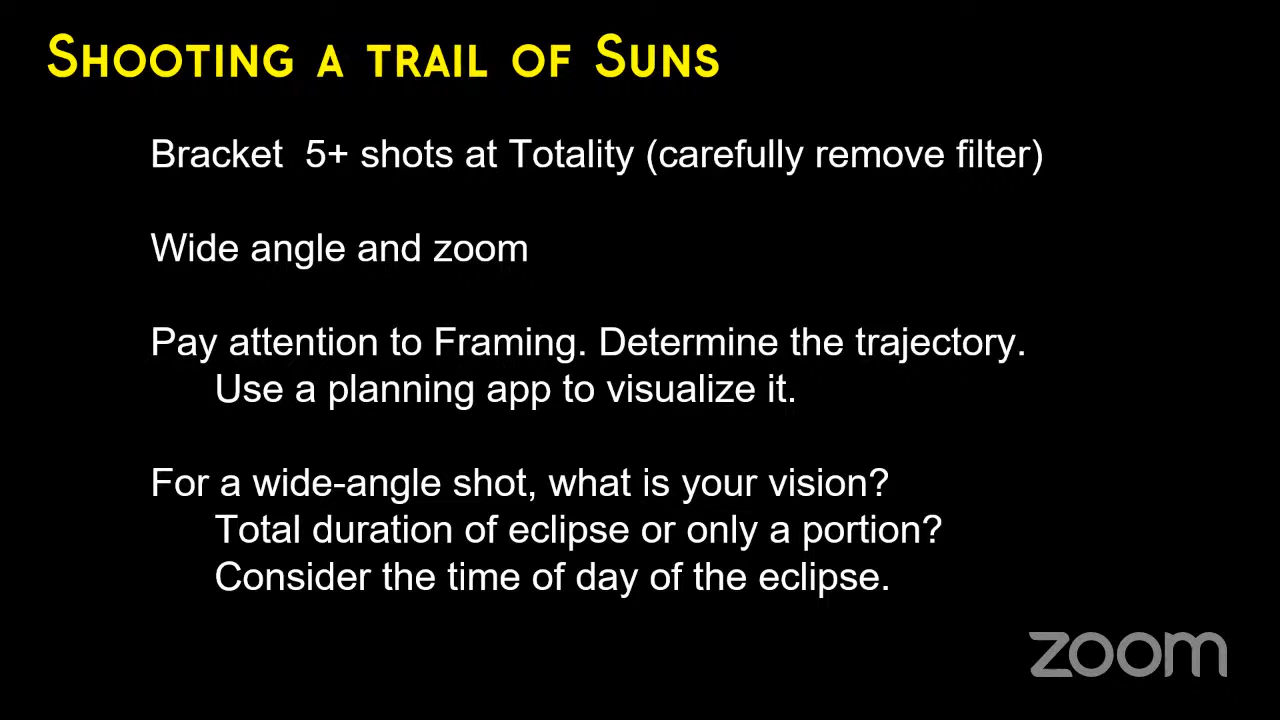 Shooting a trail of Suns
Bracket  5+ shots at Totality (carefully remove filter)
Wide angle and zoom
Pay attention to Framing. Determine the trajectory.
Use a planning app to visualize it.
For a wide-angle shot, what is your vision?
Total duration of eclipse or only a portion?
Consider the time of day of the eclipse.
zoom